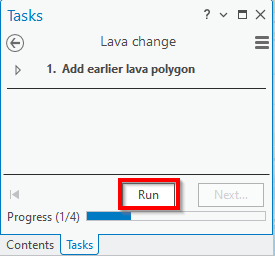 Tasks
Lava change
1. Add earlier lava polygon
Run
Next...
Progress (1/4)
Contents
Tasks